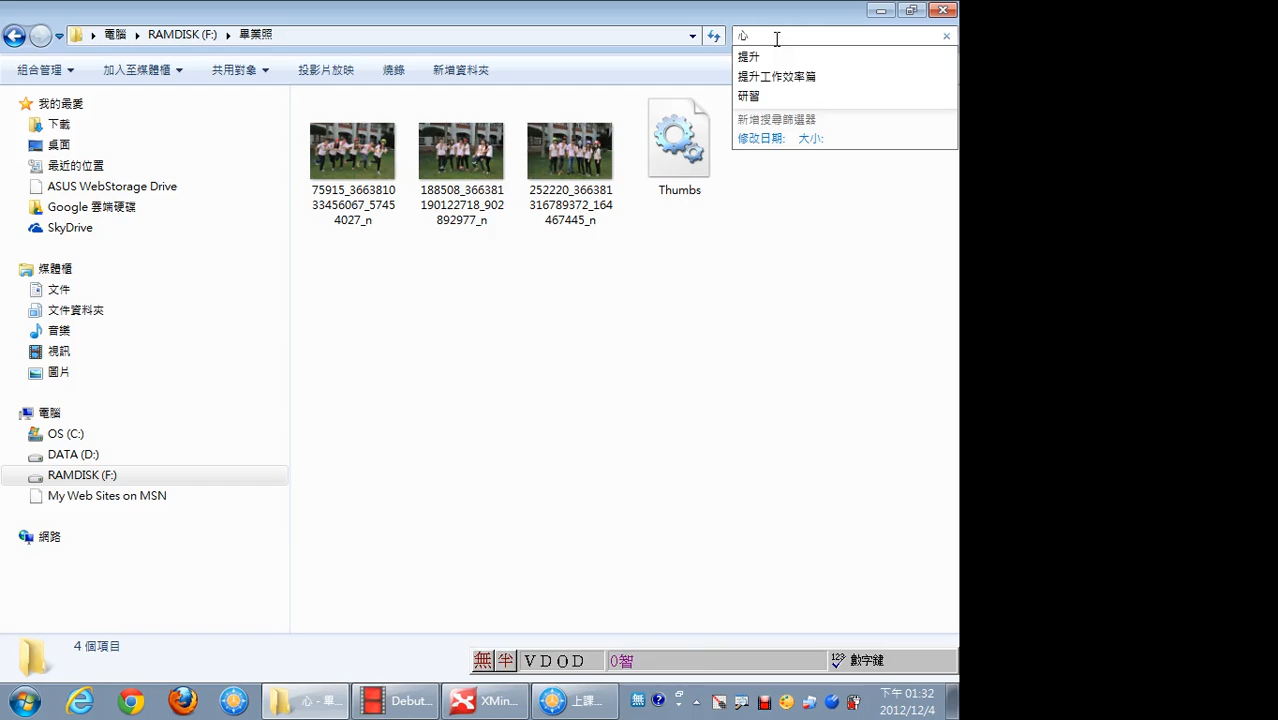 電腦 ▸ RAMDISK (F:) ▸ 畢業照
心
組合管理 加入至媒體櫃 共用對象 投影片放映 燒錄 新增資料夾
提升
提升工作效率篇
研習
新增搜尋篩選器
修改日期: 大小:
我的最愛
下載
桌面
最近的位置
ASUS WebStorage Drive
Google 雲端硬碟
SkyDrive
媒體櫃
文件
文件資料夾
音樂
視訊
圖片
電腦
OS (C:)
DATA (D:)
RAMDISK (F:)
My Web Sites on MSN
網路
75915_3663810
33456067_5745
4027_n
188508_366381
190122718_902
892977_n
252220_366381
316789372_164
467445_n
Thumbs
4 個項目
無 半 V D O D 0智 123 數字鍵
心 - 畢... Debut... XMin... 上課... 無
下午 01:32
2012/12/4